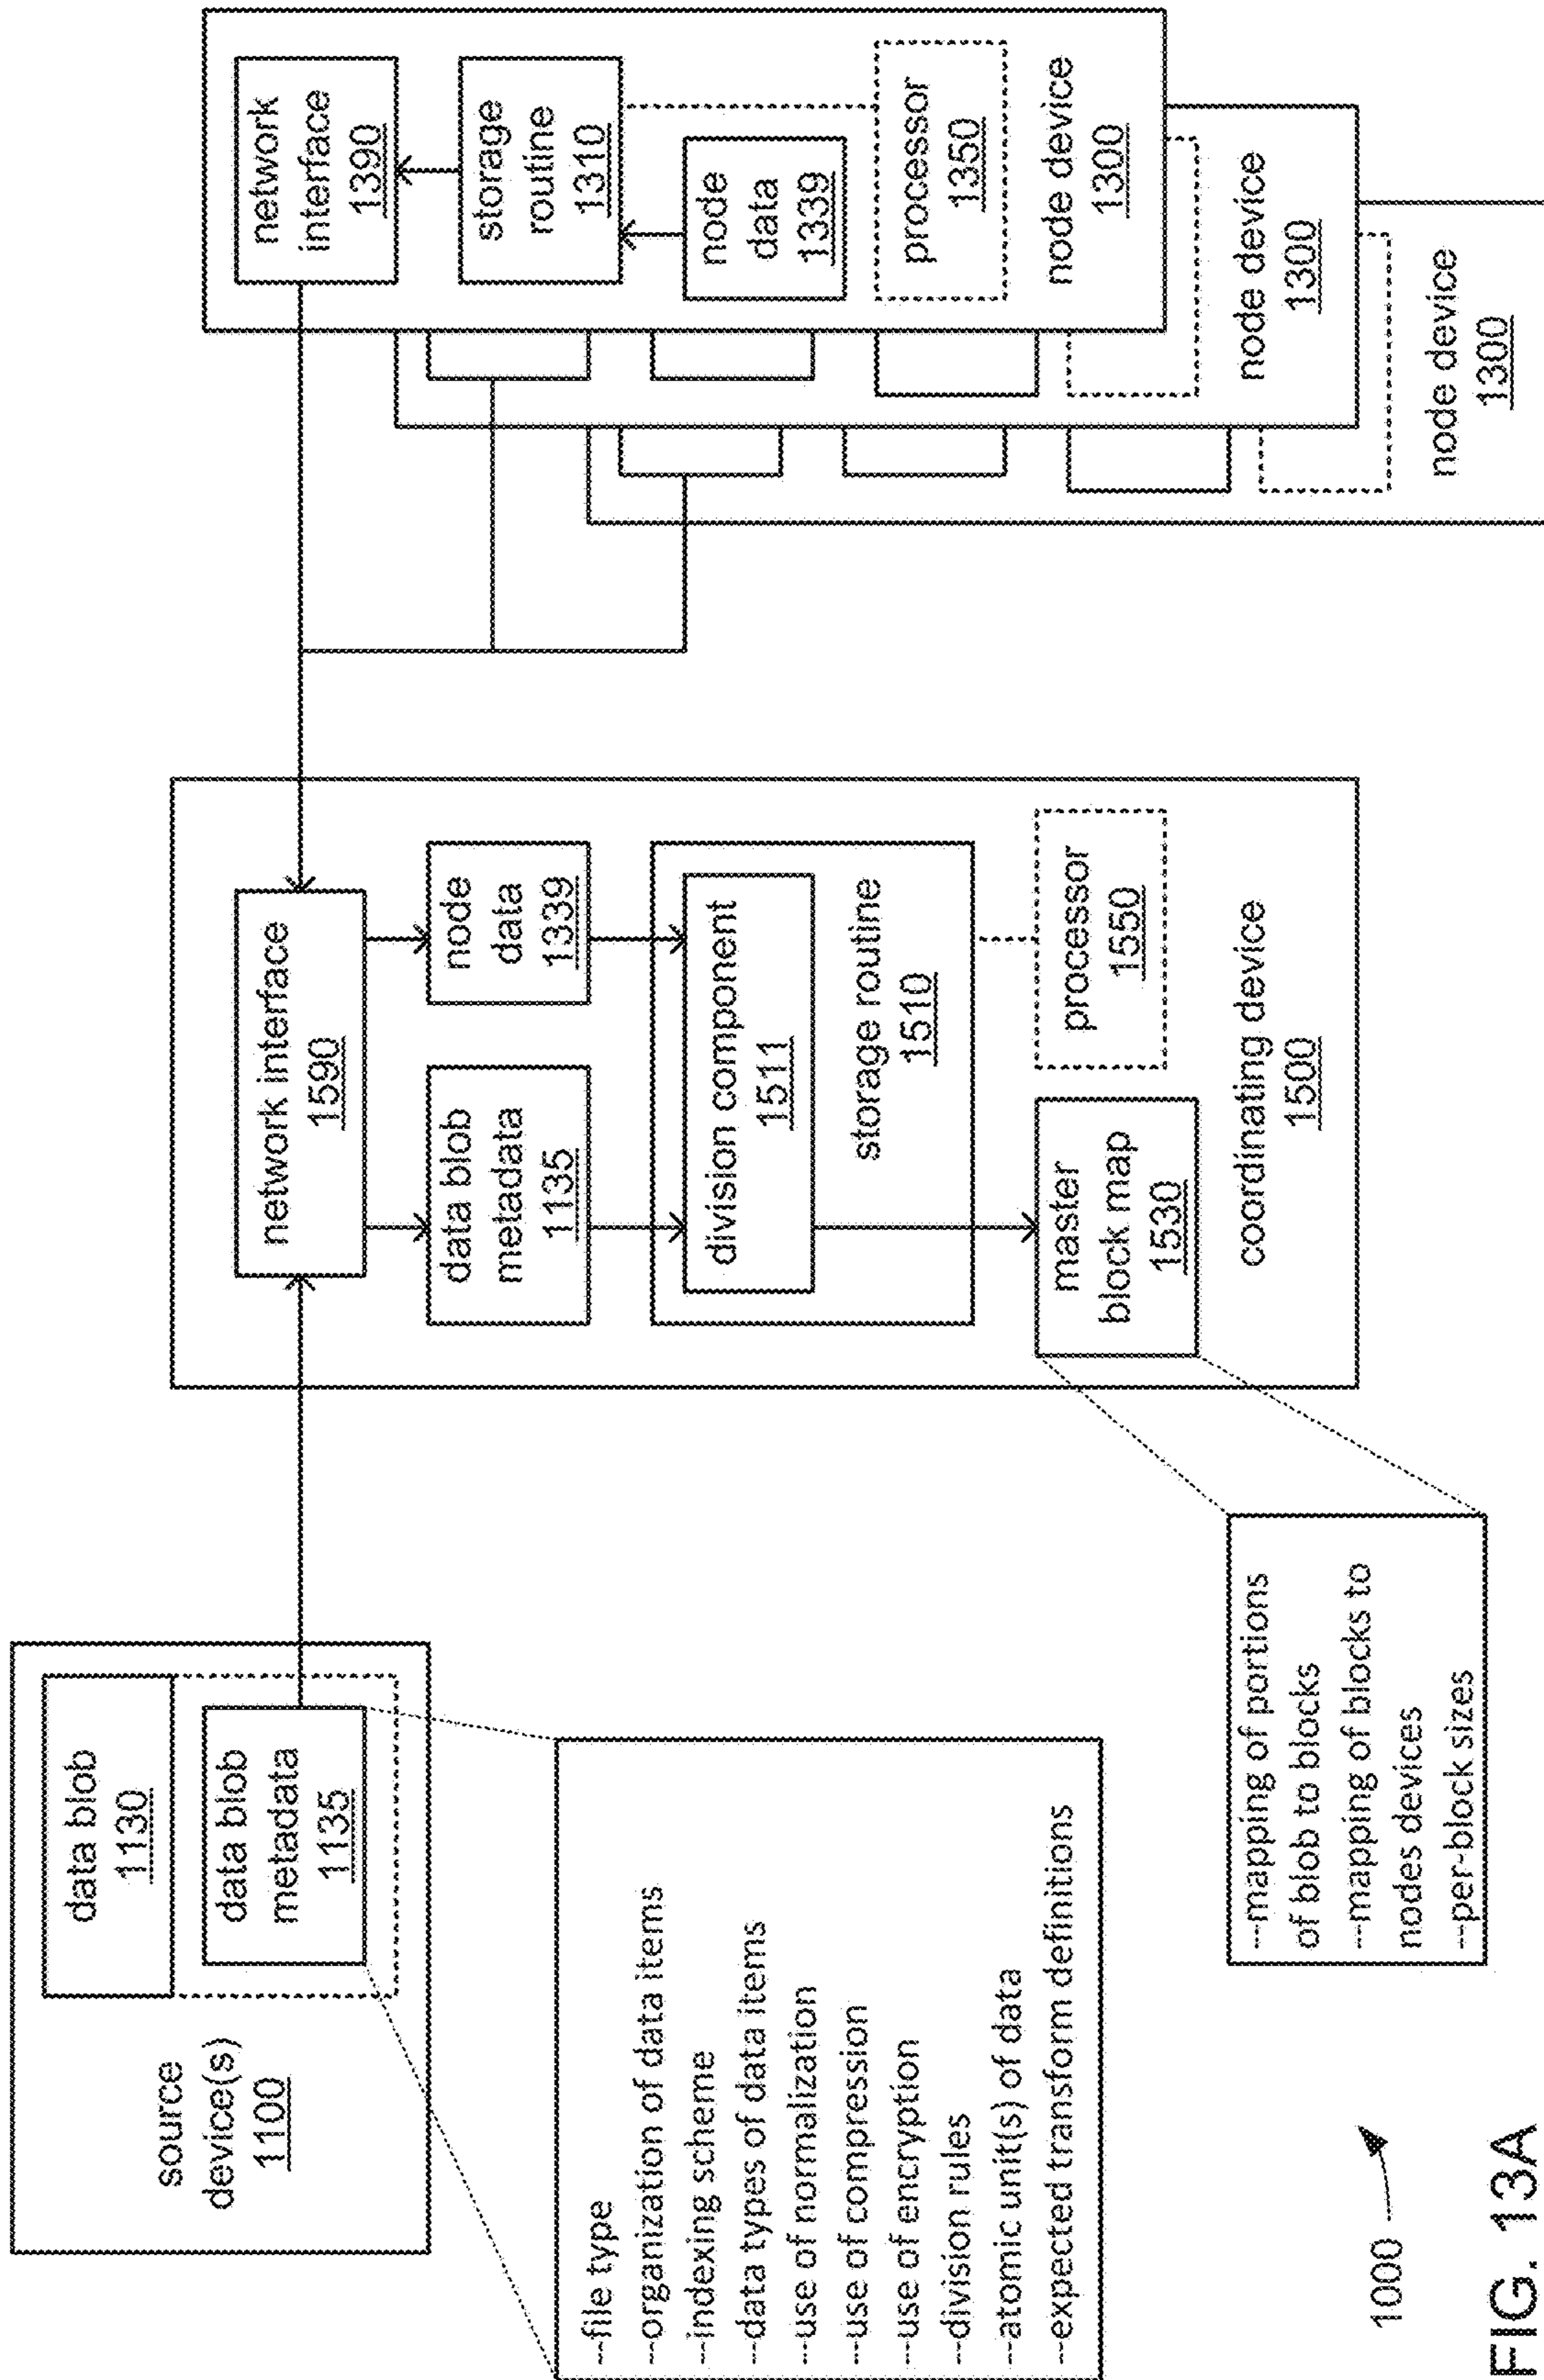 source
device(s)
1100
data blob
1130
data blob
metadata
1135
--file type
--organization of data items
--indexing scheme
--data types of data items
--use of normalization
--use of compression
--use of encryption
--division rules
--atomic unit(s) of data
--expected transform definitions
network interface
1590
data blob
metadata
1135
node
data
1339
division component
1511
storage routine
1510
master
block map
1530
processor
1550
coordinating device
1500
--mapping of portions
of blob to blocks
--mapping of blocks to
nodes devices
--per-block sizes
network
interface
1390
storage
routine
1310
node
data
1339
processor
1350
node device
1300
node device
1300
node device
1300
1000
FIG. 13A